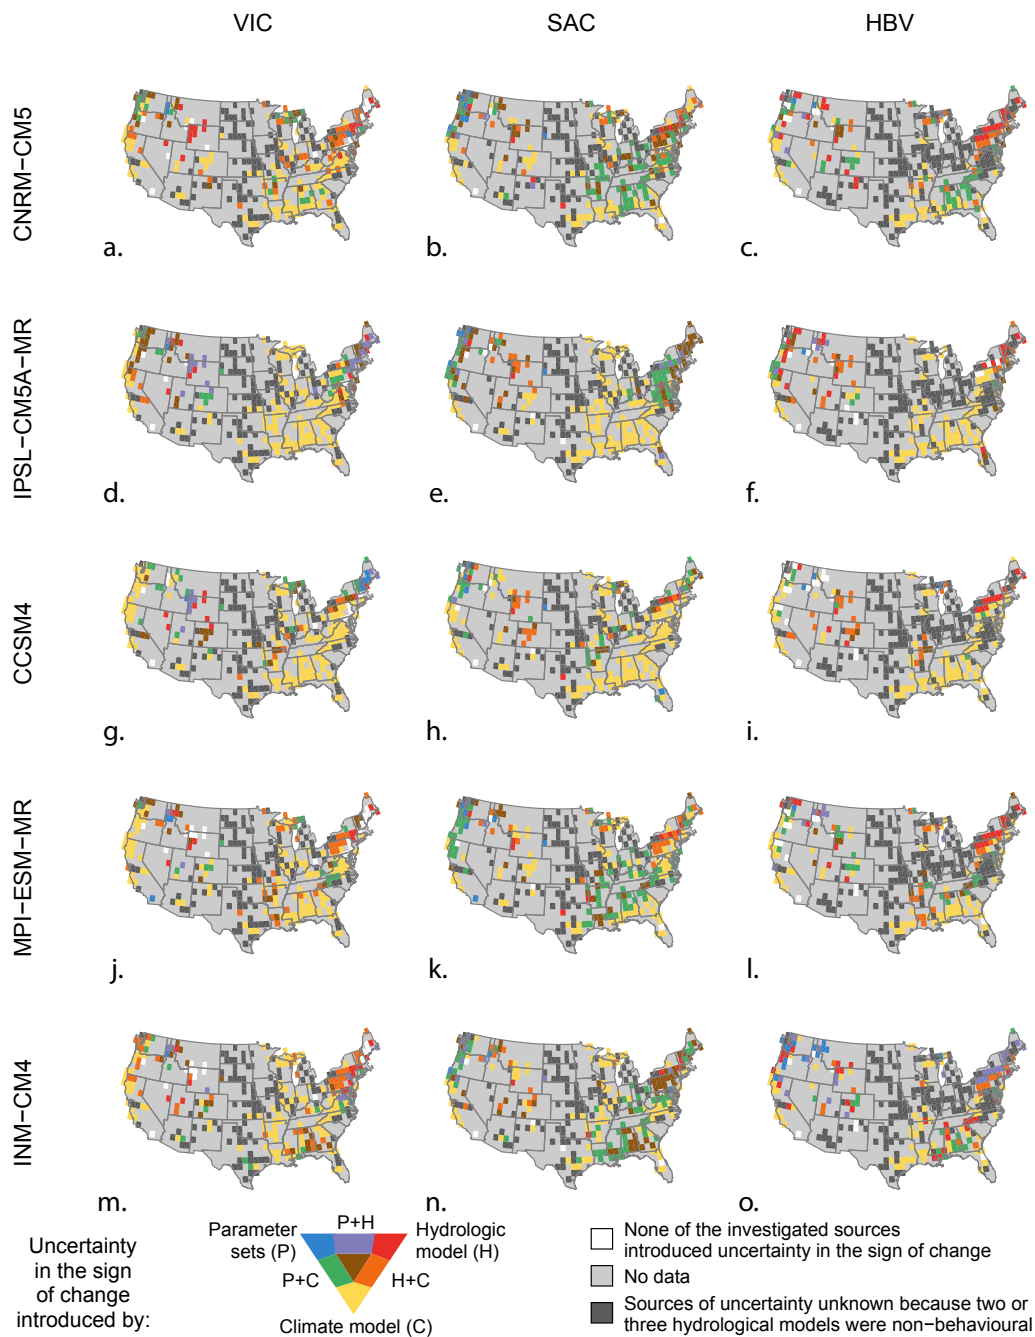 VIC SAC HBV
CNRM−CM5
a. b. c.
IPSL−CM5A−MR
d. e. f.
CCSM4
g. h. i.
MPI−ESM−MR
j. k. l.
INM−CM4
m. n. o.
Uncertainty
in the sign
of change
introduced by:
P+H
Parameter
sets (P)
Hydrologic
model (H)
P+C H+C
Climate model (C)
None of the investigated sources
introduced uncertainty in the sign of change
No data
Sources of uncertainty unknown because two or
three hydrological models were non−behavioural